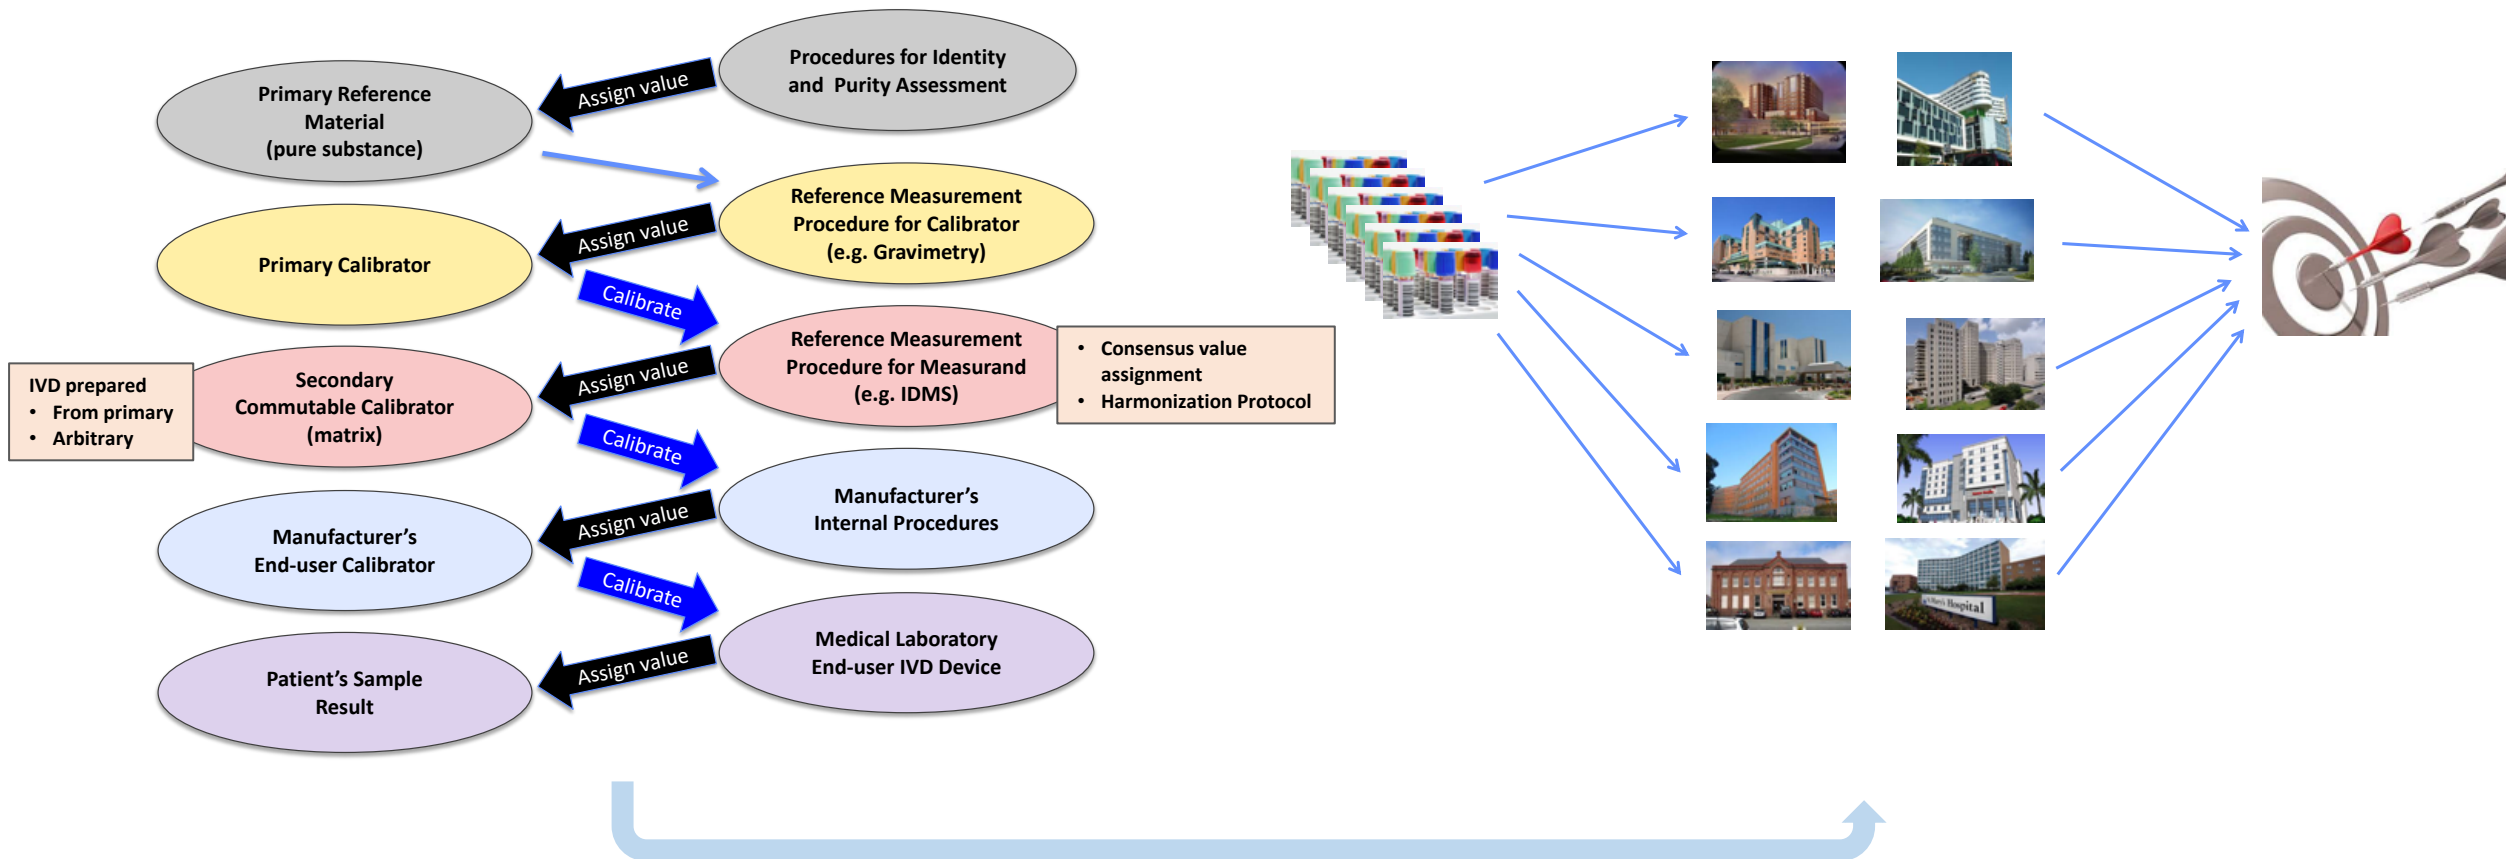 Procedures for Identity
and Purity Assessment
Assign value
Primary Reference
Material
(pure substance)
Reference Measurement
Procedure for Calibrator
(e.g. Gravimetry)
Assign value
Primary Calibrator
Calibrate
Reference Measurement
Procedure for Measurand
(e.g. IDMS)
• Consensus value
assignment
• Harmonization Protocol
Assign value
IVD prepared
• From primary
• Arbitrary
Secondary
Commutable Calibrator
(matrix)
Calibrate
Manufacturer’s
Internal Procedures
Assign value
Manufacturer’s
End-user Calibrator
Calibrate
Medical Laboratory
End-user IVD Device
Assign value
Patient’s Sample
Result
Hospital